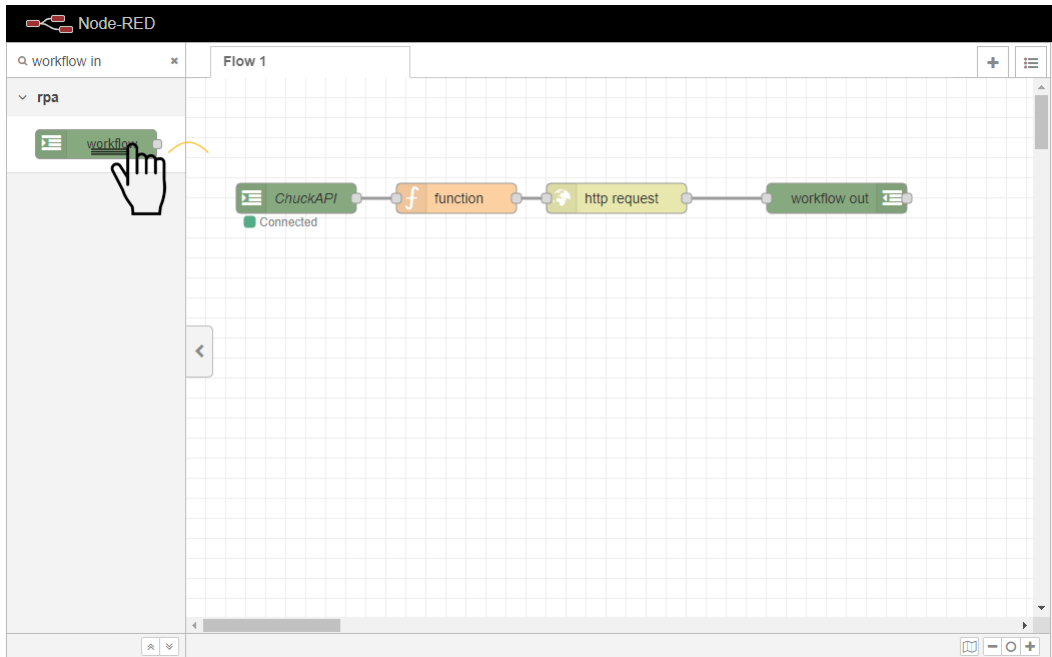 Node-RED
workflow in
Flow 1
rpa
workflow
ChuckAPI
function
http request
workflow out
Connected